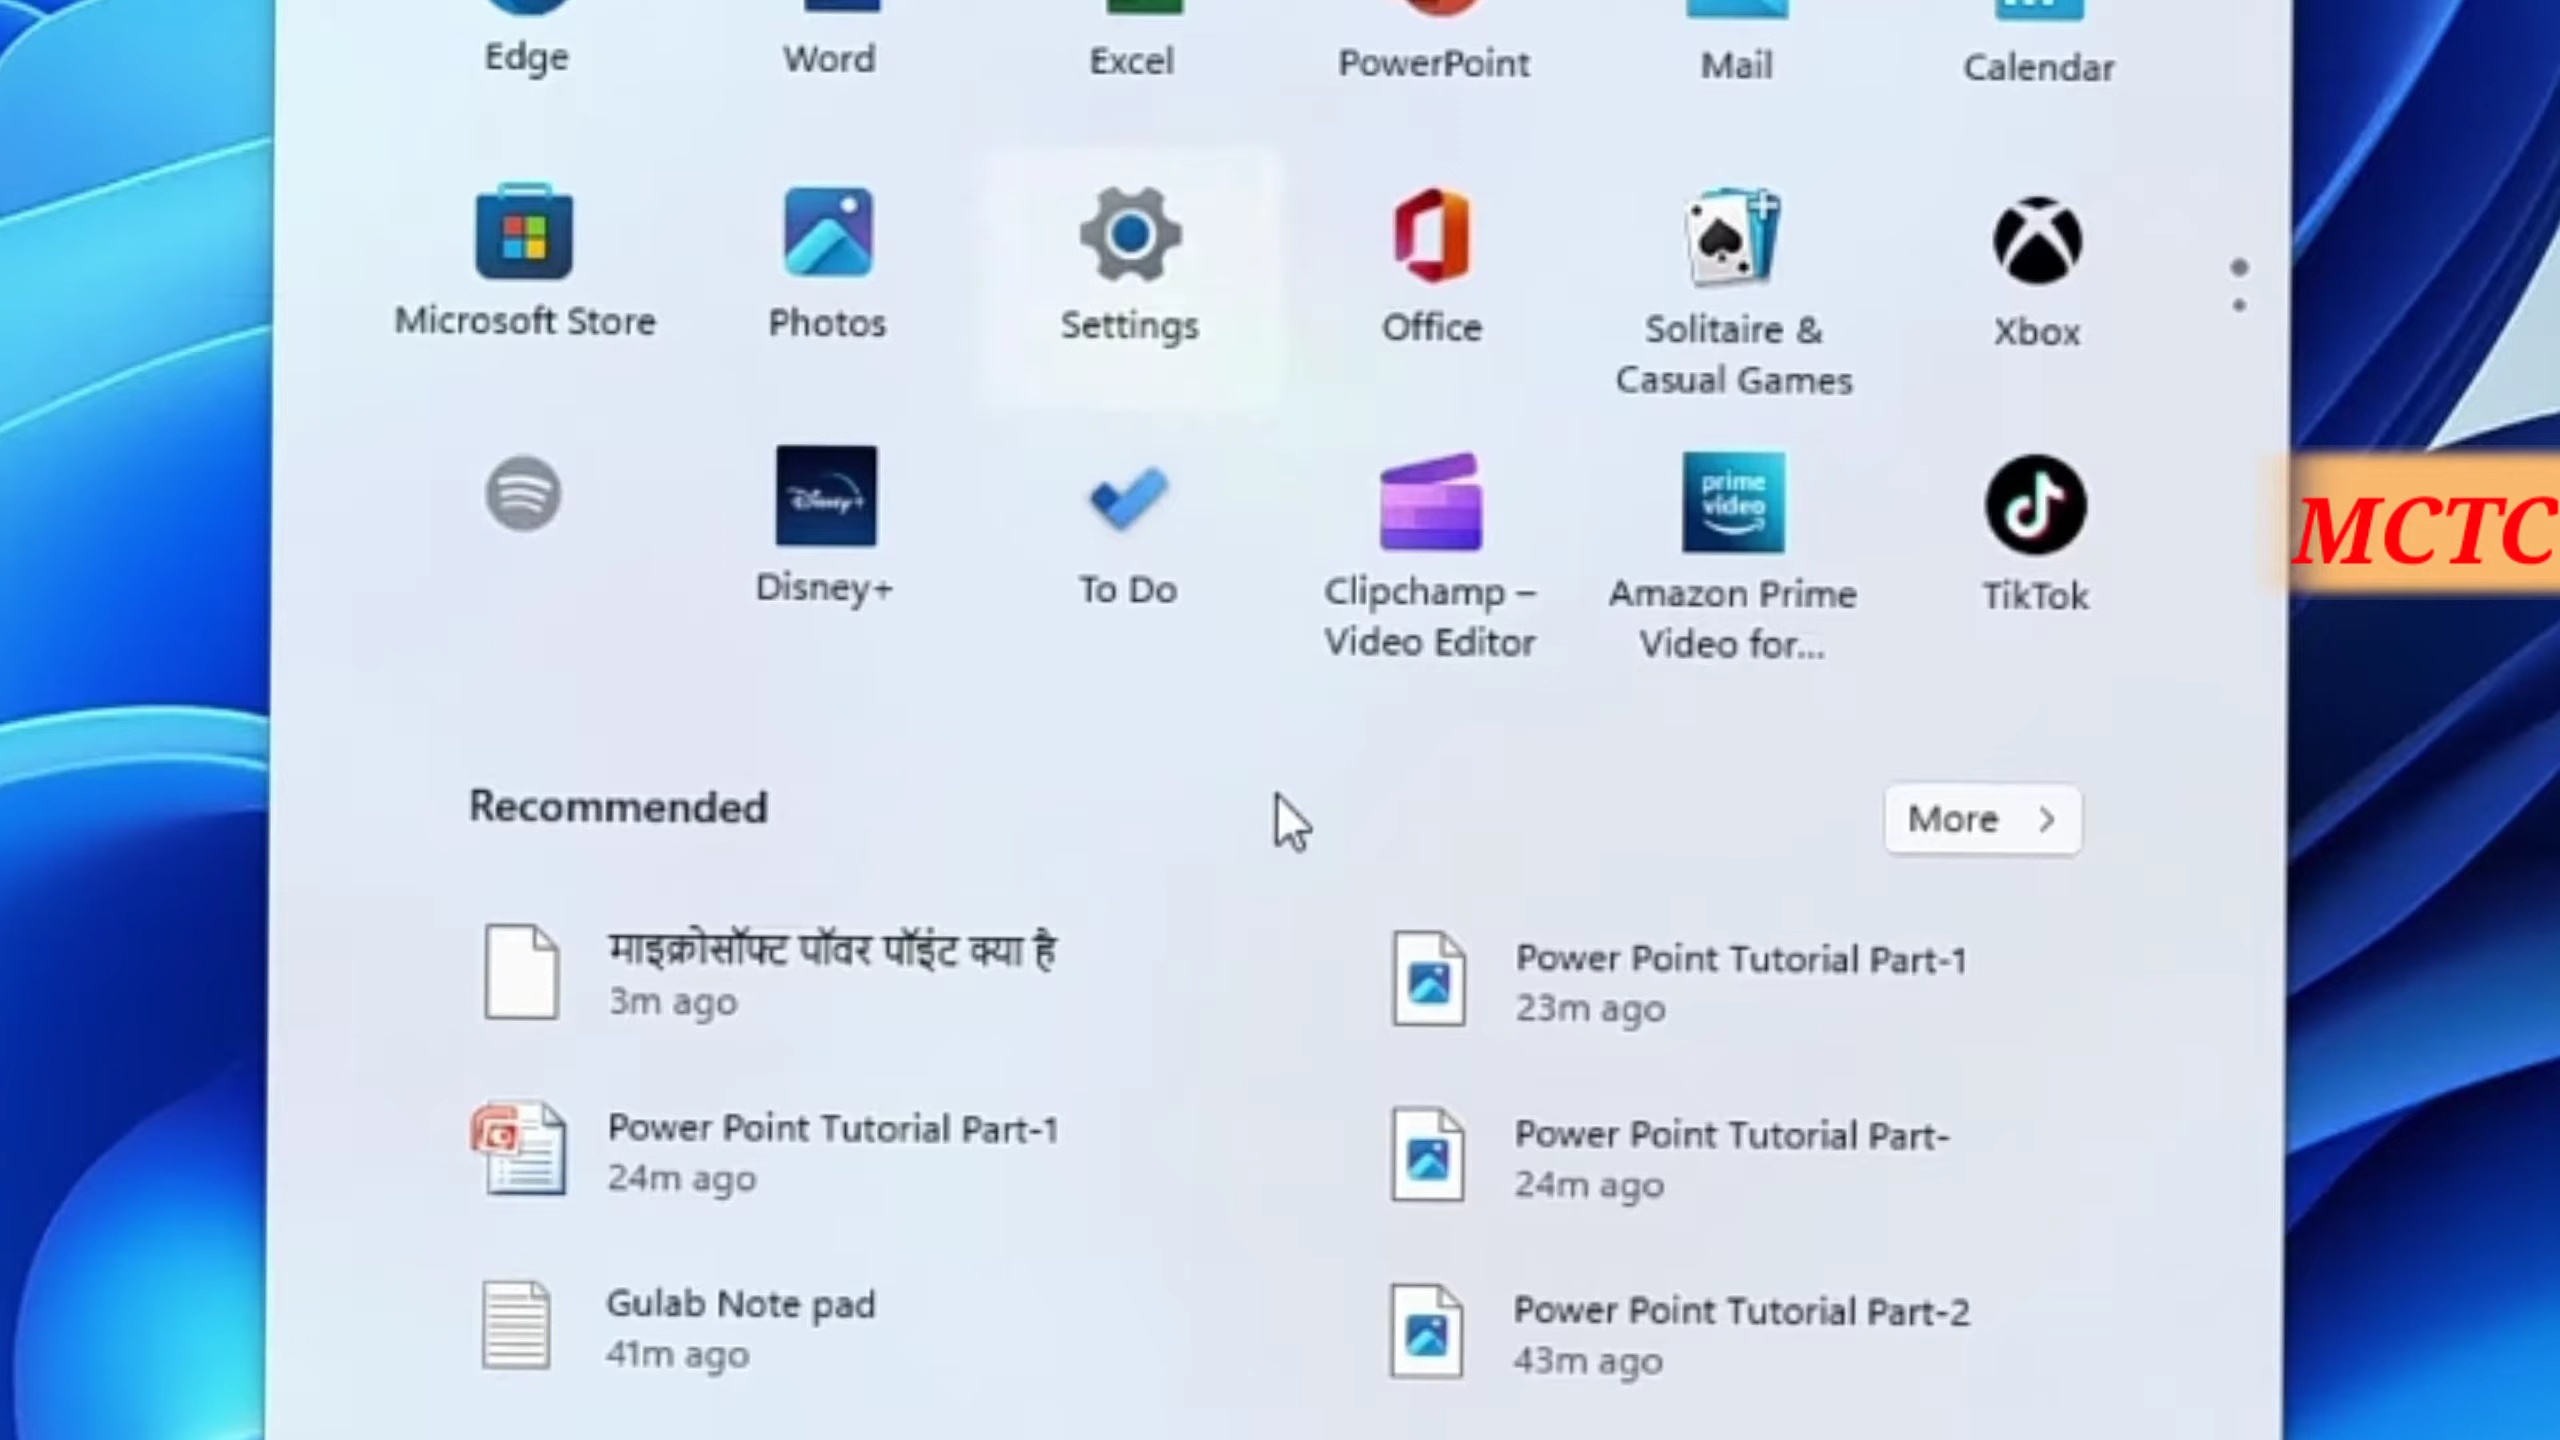 Edge
Word
Excel
PowerPoint
Mail
Calendar
Microsoft Store
Photos
Settings
Office
Solitaire &
Casual Games
Xbox
Disney+
prime
video
Disney+
To Do
Clipchamp –
Video Editor
Amazon Prime
Video for...
TikTok
MCTC
Recommended
More
माइक्रोसॉफ्ट पॉवर पॉइंट क्या है
3m ago
Power Point Tutorial Part-1
23m ago
Power Point Tutorial Part-1
24m ago
Power Point Tutorial Part-
24m ago
Gulab Note pad
41m ago
Power Point Tutorial Part-2
43m ago